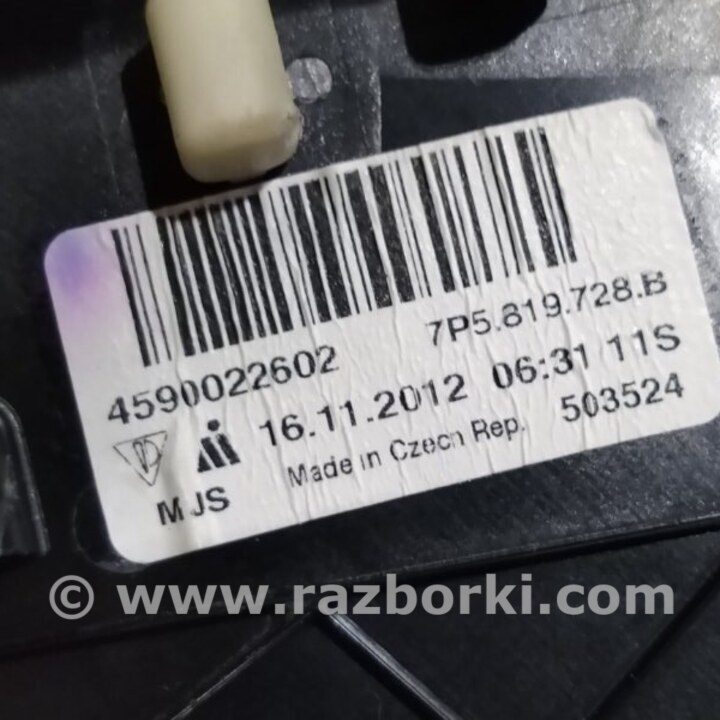 4590022602
7P5.819.728.B
16.11.2012 06:31 11S
Made in Czech Rep. 503524
MJS
© www.razborki.com